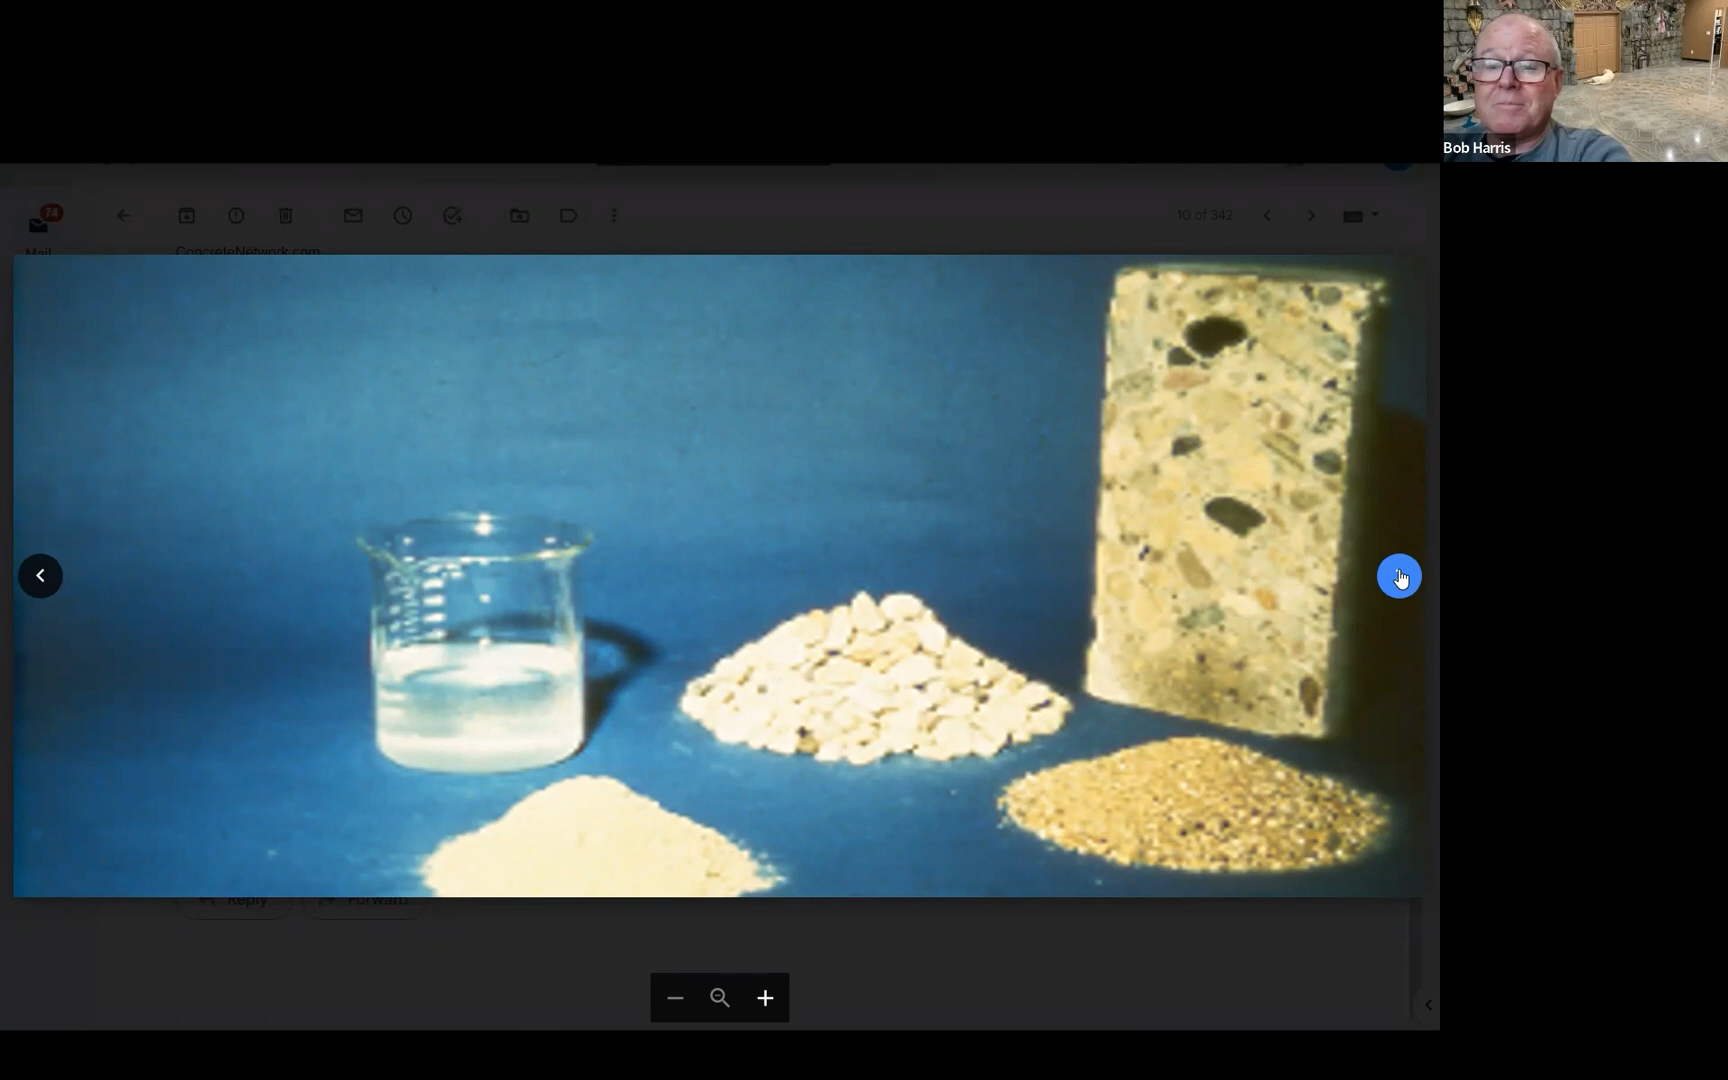 Bob Harris
74
10 of 342
Mail
ConcreteNetwork.com
Reply
Forward